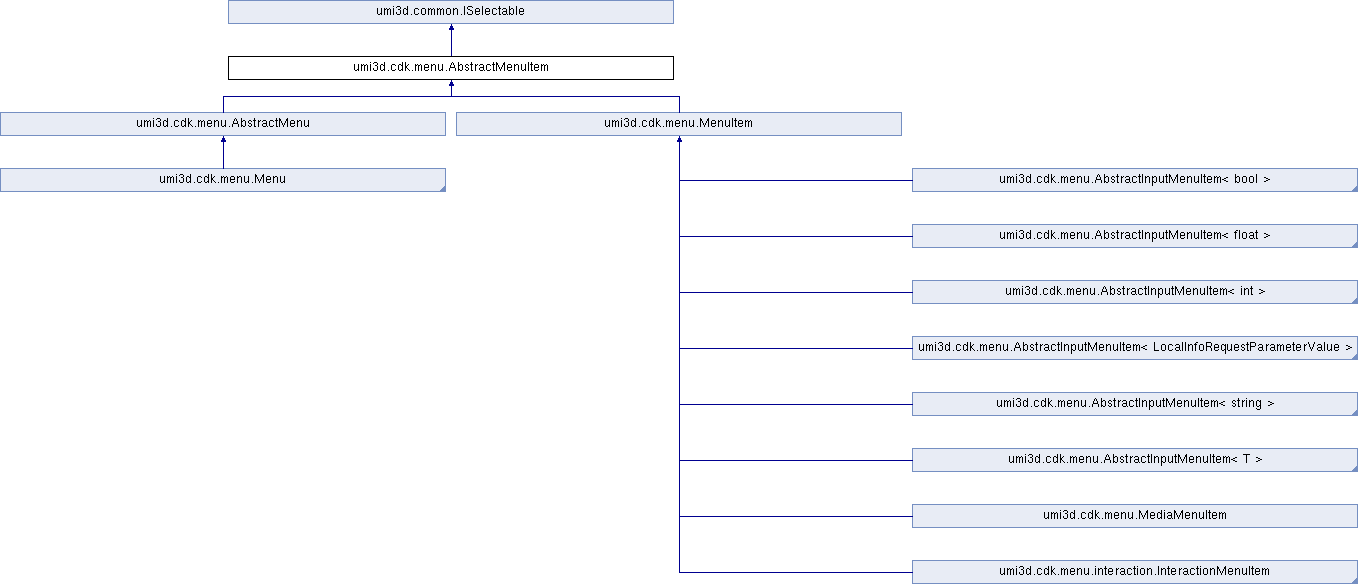 umi3d.common.ISelectable
umi3d.cdk.menu.AbstractMenuItem
umi3d.cdk.menu.AbstractMenu
umi3d.cdk.menu.MenuItem
umi3d.cdk.menu.Menu
umi3d.cdk.menu.AbstractInputMenuItem< bool >
umi3d.cdk.menu.AbstractInputMenuItem< float >
umi3d.cdk.menu.AbstractInputMenuItem< int >
umi3d.cdk.menu.AbstractInputMenuItem< LocalInfoRequestParameterValue >
umi3d.cdk.menu.AbstractInputMenuItem< string >
umi3d.cdk.menu.AbstractInputMenuItem< T >
umi3d.cdk.menu.MediaMenuItem
umi3d.cdk.menu.interaction.InteractionMenuItem